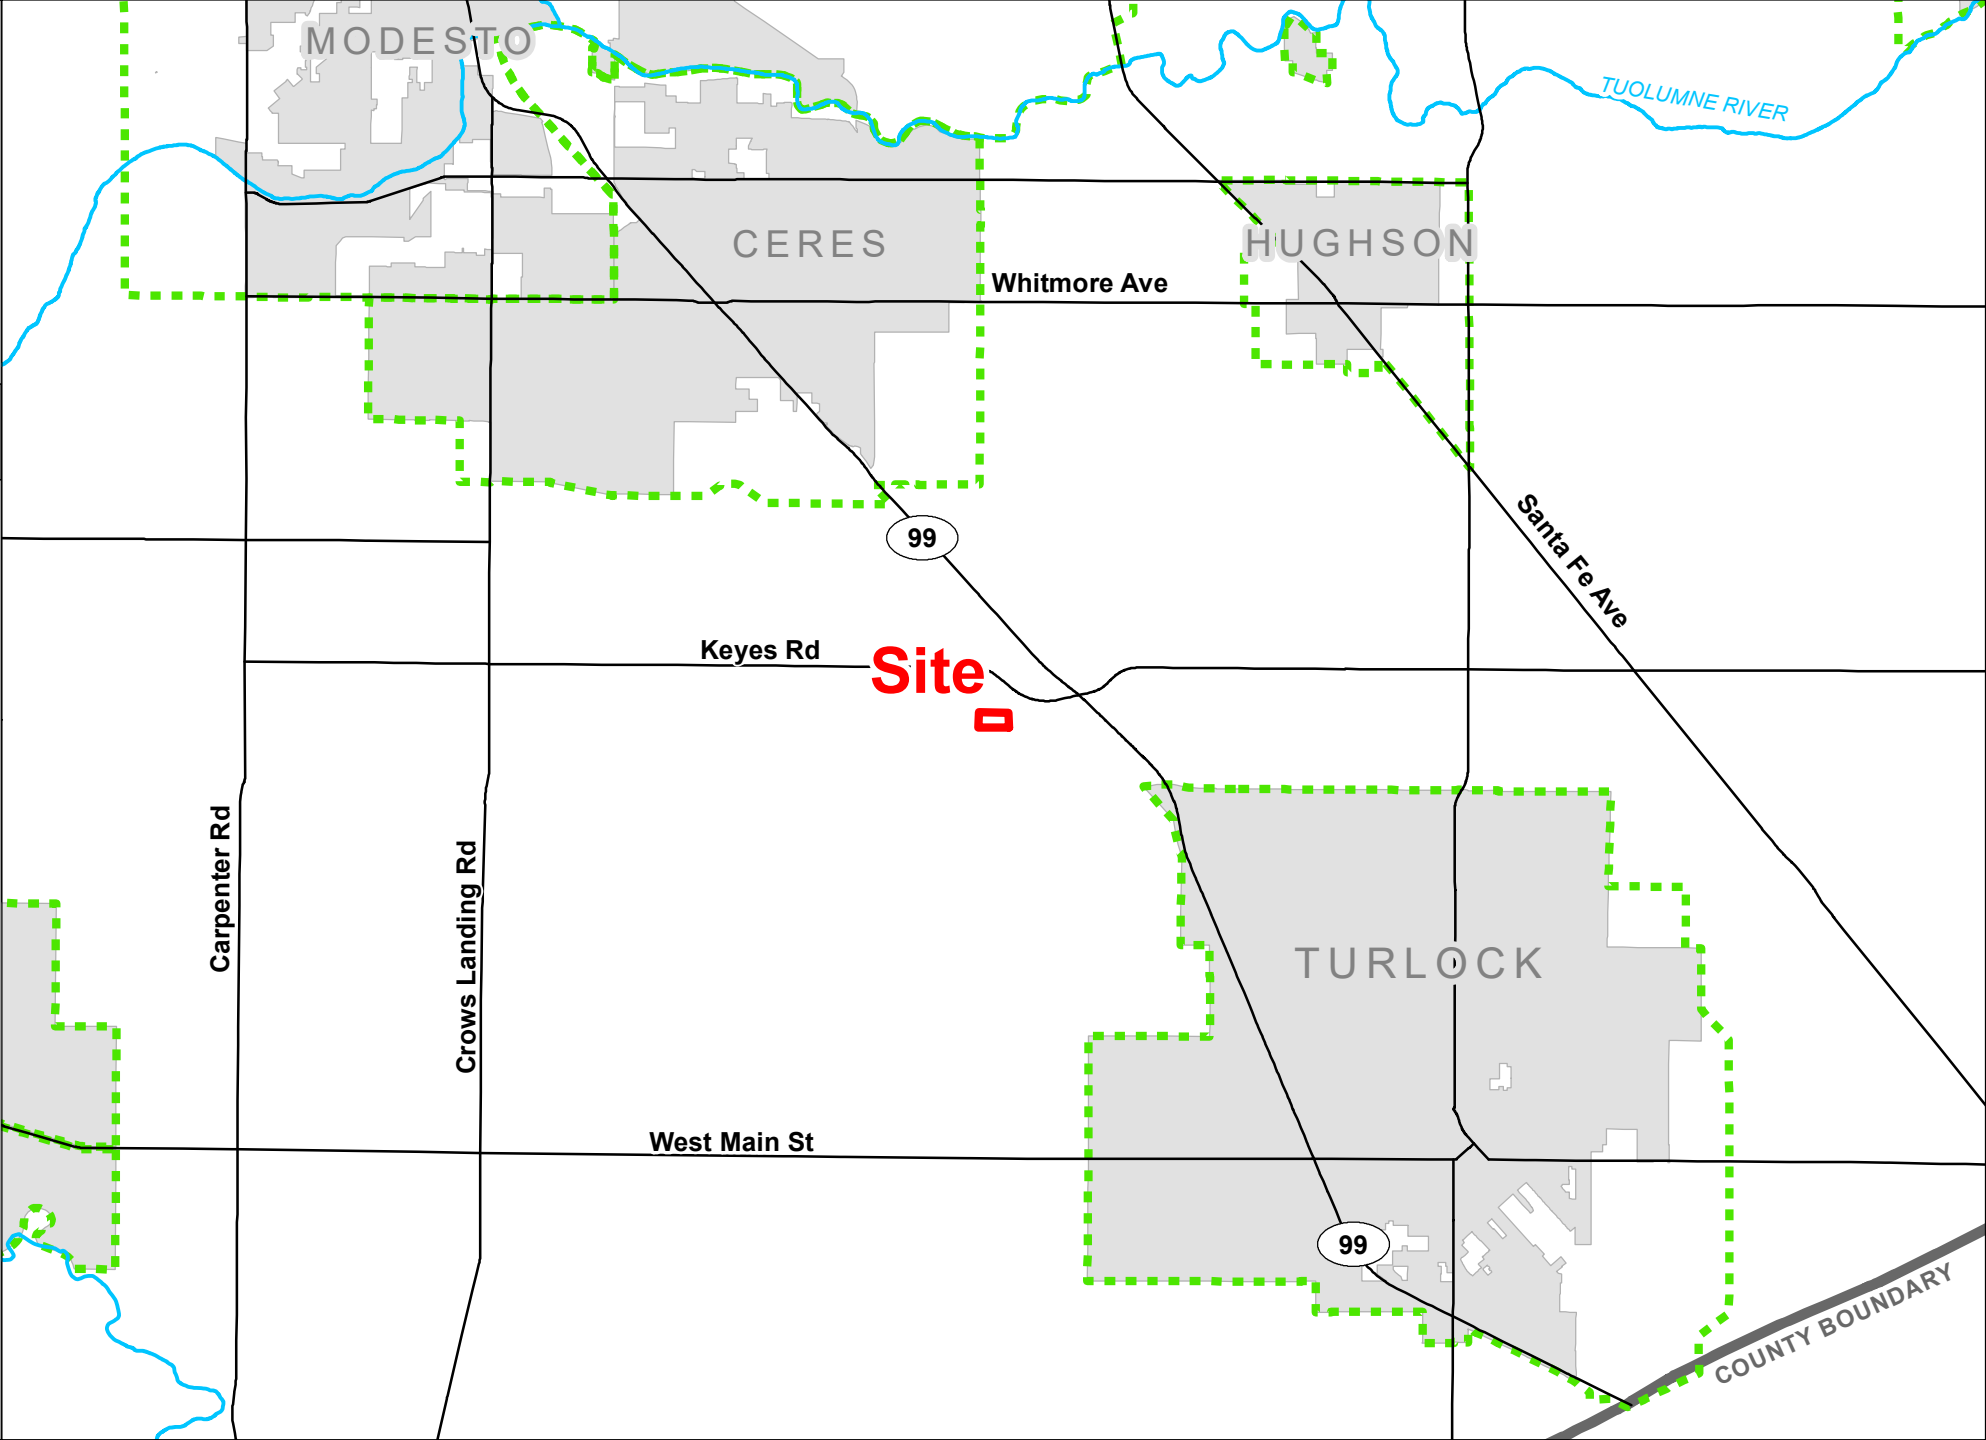 MODESTO
TUOLUMNE RIVER
CERES
HUGHSON
Whitmore Ave
99
Santa Fe Ave
Keyes Rd
Site
Carpenter Rd
Crows Landing Rd
TURLOCK
West Main St
99
COUNTY BOUNDARY